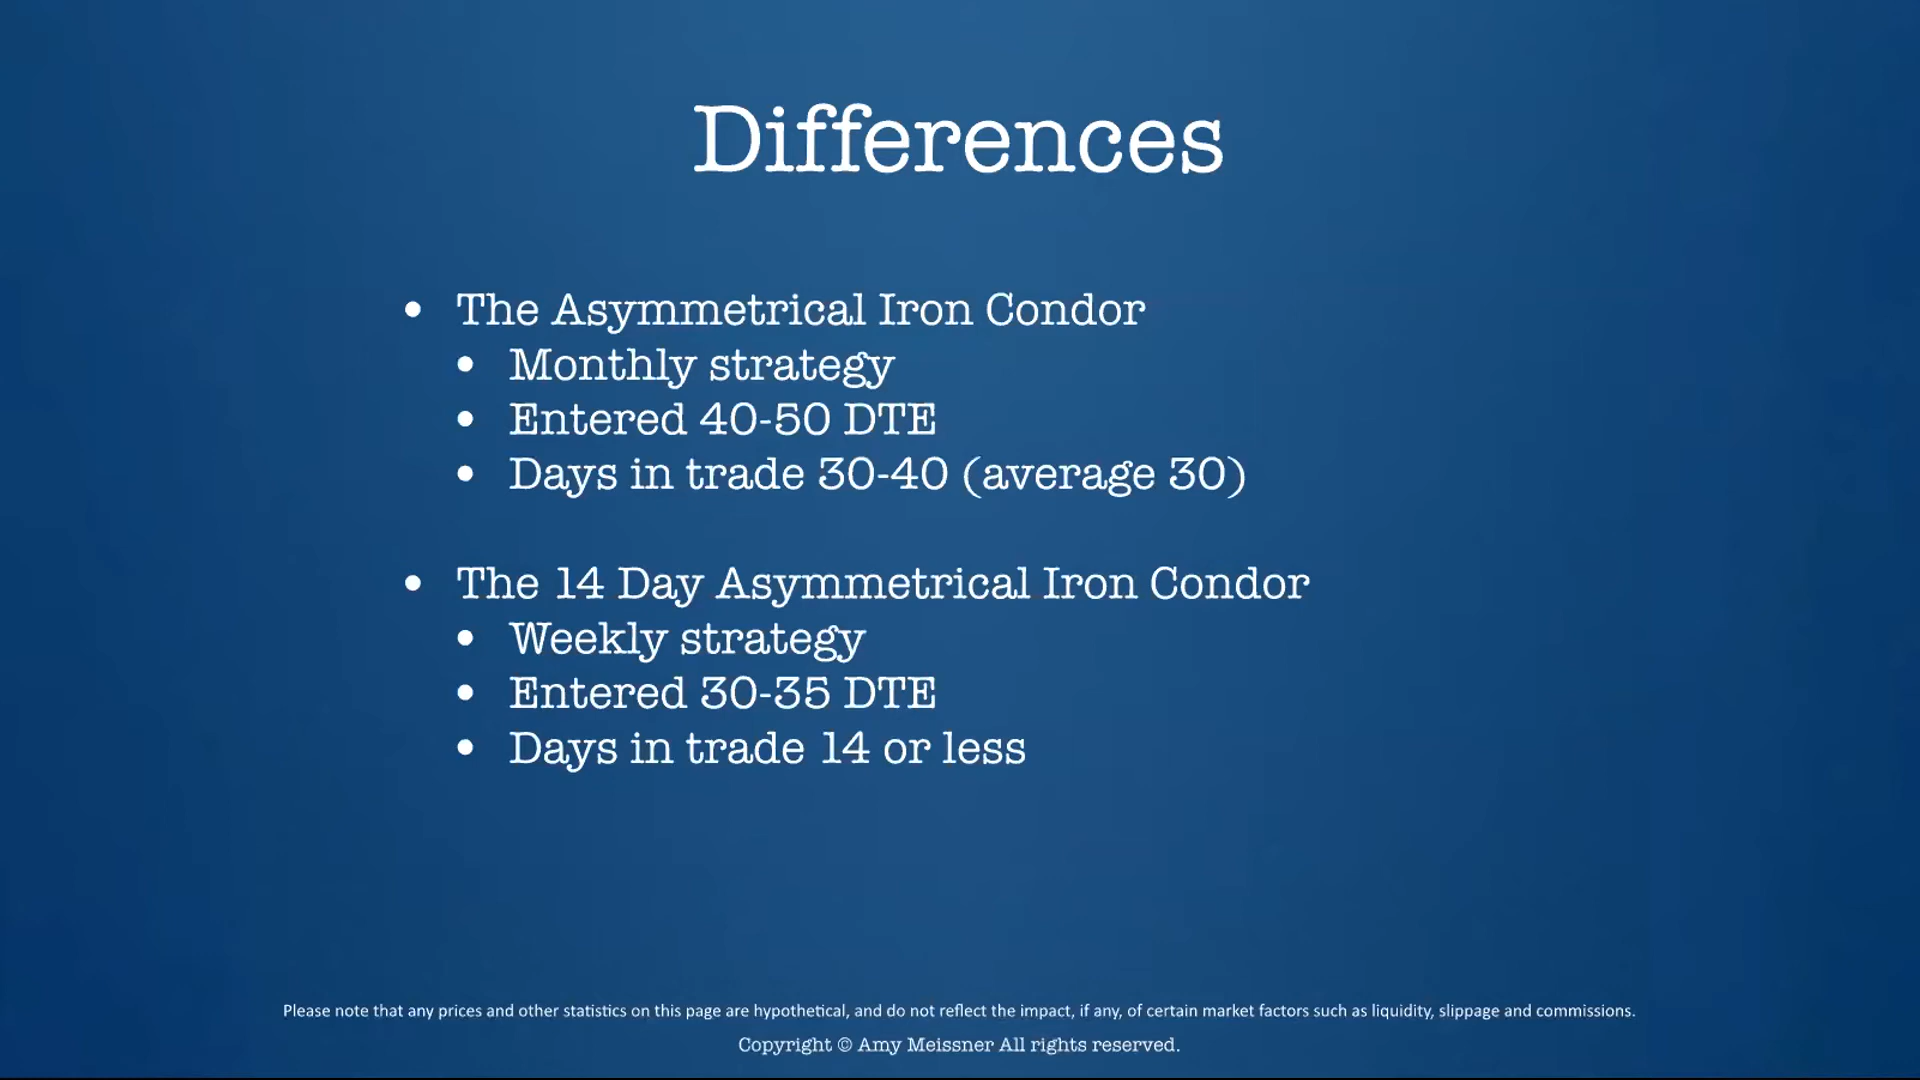 Differences
• The Asymmetrical Iron Condor
• Monthly strategy
• Entered 40-50 DTE
• Days in trade 30-40 (average 30)
• The 14 Day Asymmetrical Iron Condor
• Weekly strategy
• Entered 30-35 DTE
• Days in trade 14 or less
Please note that any prices and other statistics on this page are hypothetical, and do not reflect the impact, if any, of certain market factors such as liquidity, slippage and commissions.
Copyright © Amy Meissner All rights reserved.